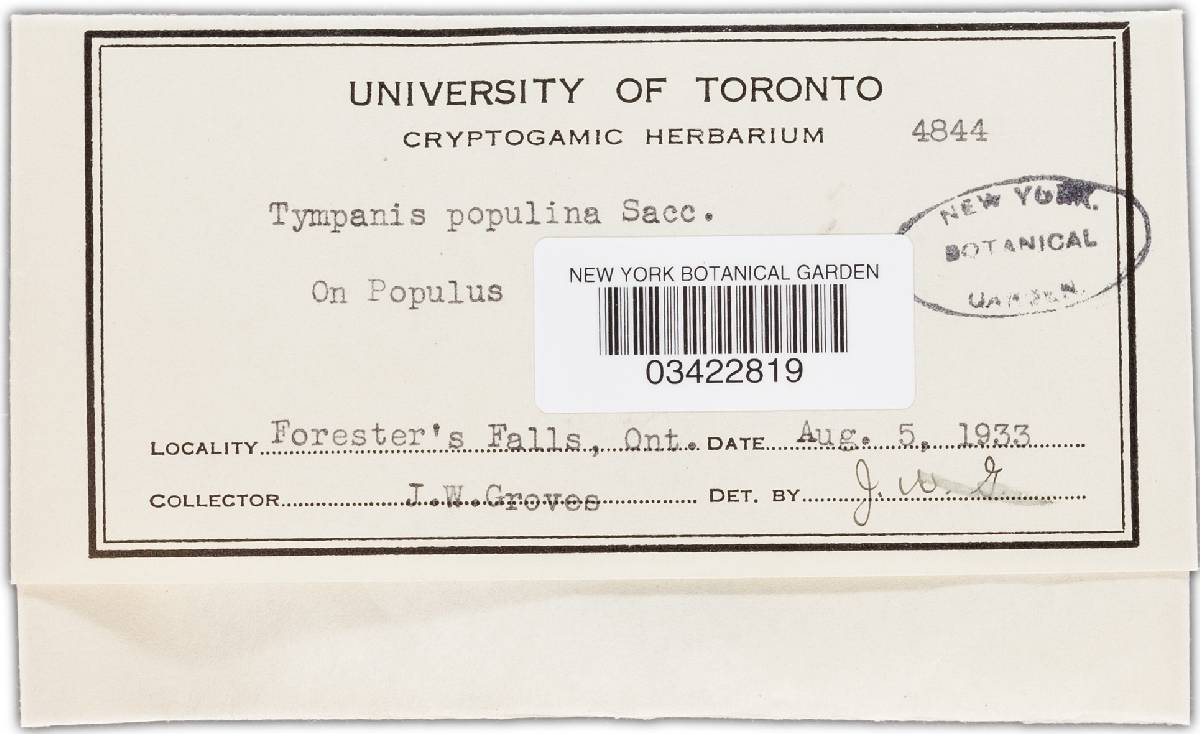 UNIVERSITY OF TORONTO
CRYPTOGAMIC HERBARIUM 4844
Tympanis populina Sacc.
On Populus
NEW YORK BOTANICAL GARDEN
03422819
NEW YORK.
BOTANICAL
GARDEN.
LOCALITY Forester's Falls, Ont. DATE Aug. 5, 1933
COLLECTOR J.W.Groves DET. BY J. W. G.